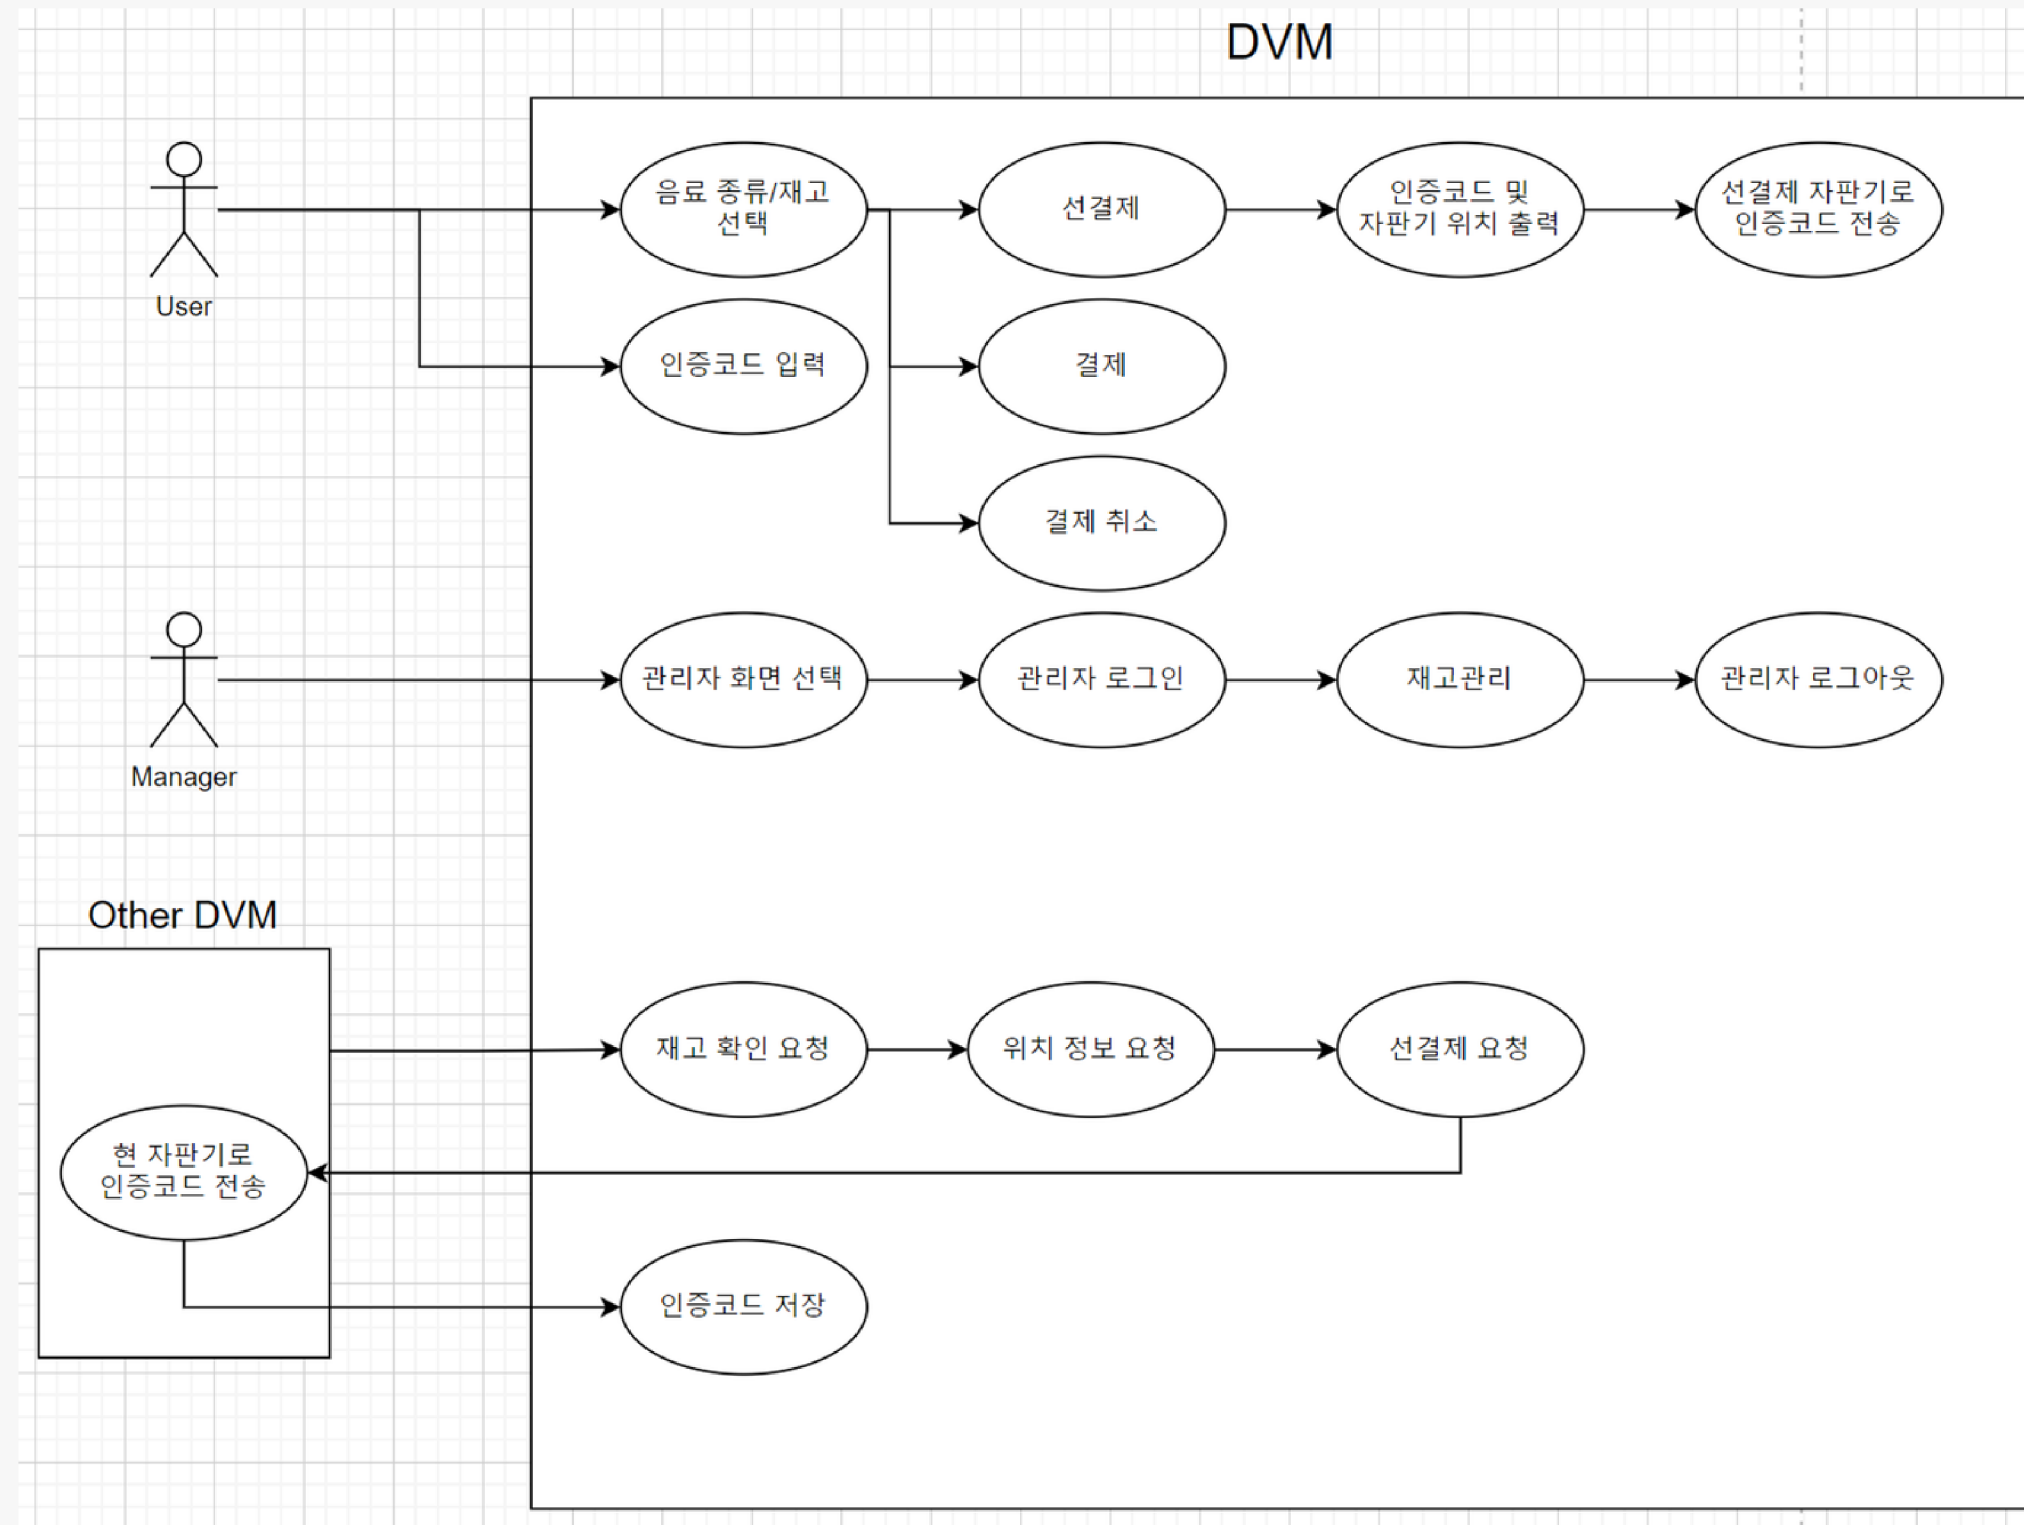 DVM
음료 종류/재고
선택
선결제
인증코드 및
자판기 위치 출력
선결제 자판기로
인증코드 전송
User
인증코드 입력
결제
결제 취소
관리자 화면 선택
관리자 로그인
재고관리
관리자 로그아웃
Manager
Other DVM
재고 확인 요청
위치 정보 요청
선결제 요청
현 자판기로
인증코드 전송
인증코드 저장